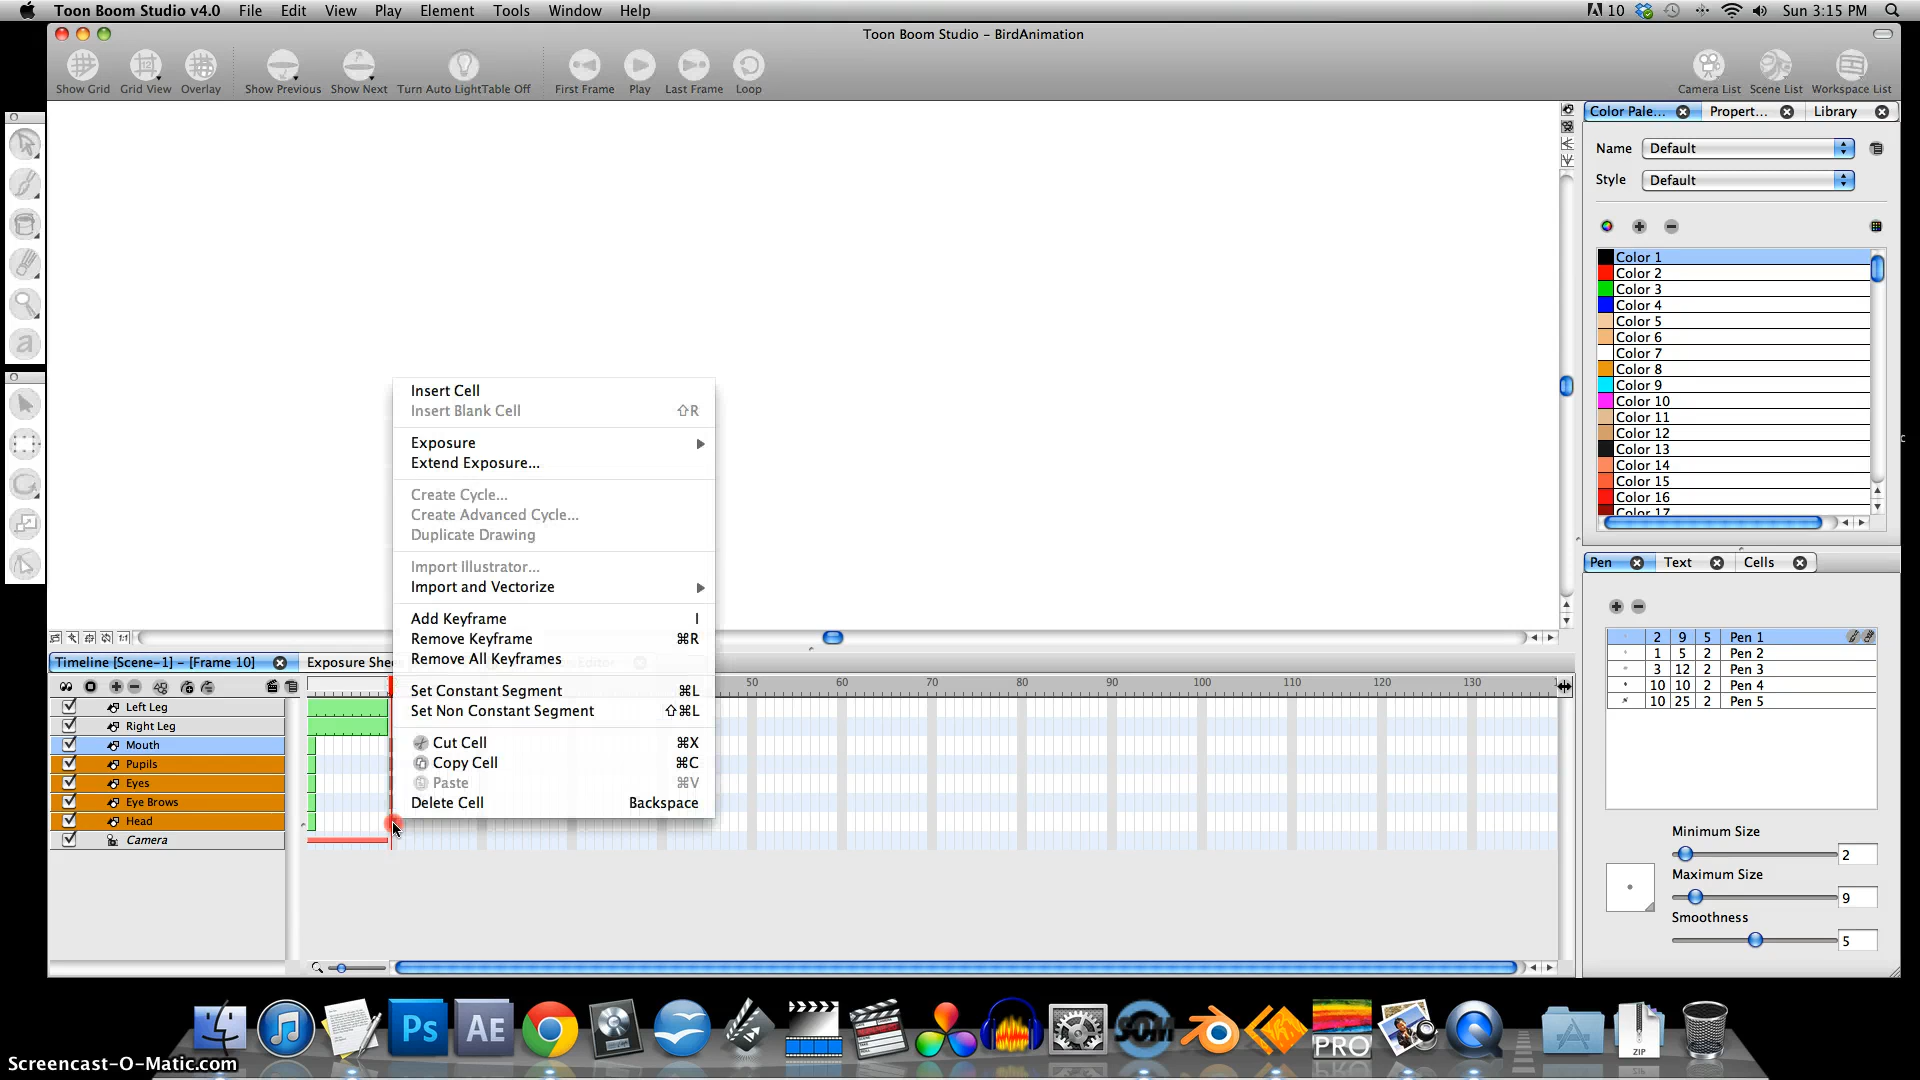 Toon Boom Studio v4.0 File Edit View Play Element Tools Window Help 10 Sun 3:15 PM
Toon Boom Studio - BirdAnimation
Show Grid Grid View Overlay Show Previous Show Next Turn Auto LightTable Off First Frame Play Last Frame Loop Camera List Scene List Workspace List
Color Pale... Propert... Library
Name Default
Style Default
Color 1
Color 2
Color 3
Color 4
Color 5
Color 6
Color 7
Color 8
Color 9
Color 10
Color 11
Color 12
Color 13
Color 14
Color 15
Color 16
Color 17
Insert Cell
Insert Blank Cell ⇧R
Exposure
Extend Exposure...
Create Cycle...
Create Advanced Cycle...
Duplicate Drawing
Import Illustrator...
Import and Vectorize
Add Keyframe I
Remove Keyframe ⌘R
Remove All Keyframes
Set Constant Segment ⌘L
Set Non Constant Segment ⇧⌘L
Cut Cell ⌘X
Copy Cell ⌘C
Paste ⌘V
Delete Cell Backspace
Pen Text Cells
2 9 5 Pen 1
1 5 2 Pen 2
3 12 2 Pen 3
10 10 2 Pen 4
10 25 2 Pen 5
Minimum Size
2
Maximum Size
9
Smoothness
5
1:1
Timeline [Scene-1] - [Frame 10] Exposure She
50 60 70 80 90 100 110 120 130
Left Leg
Right Leg
Mouth
Pupils
Eyes
Eye Brows
Head
Camera
Ps AE SOM PRO ZIP
Screencast-O-Matic.com